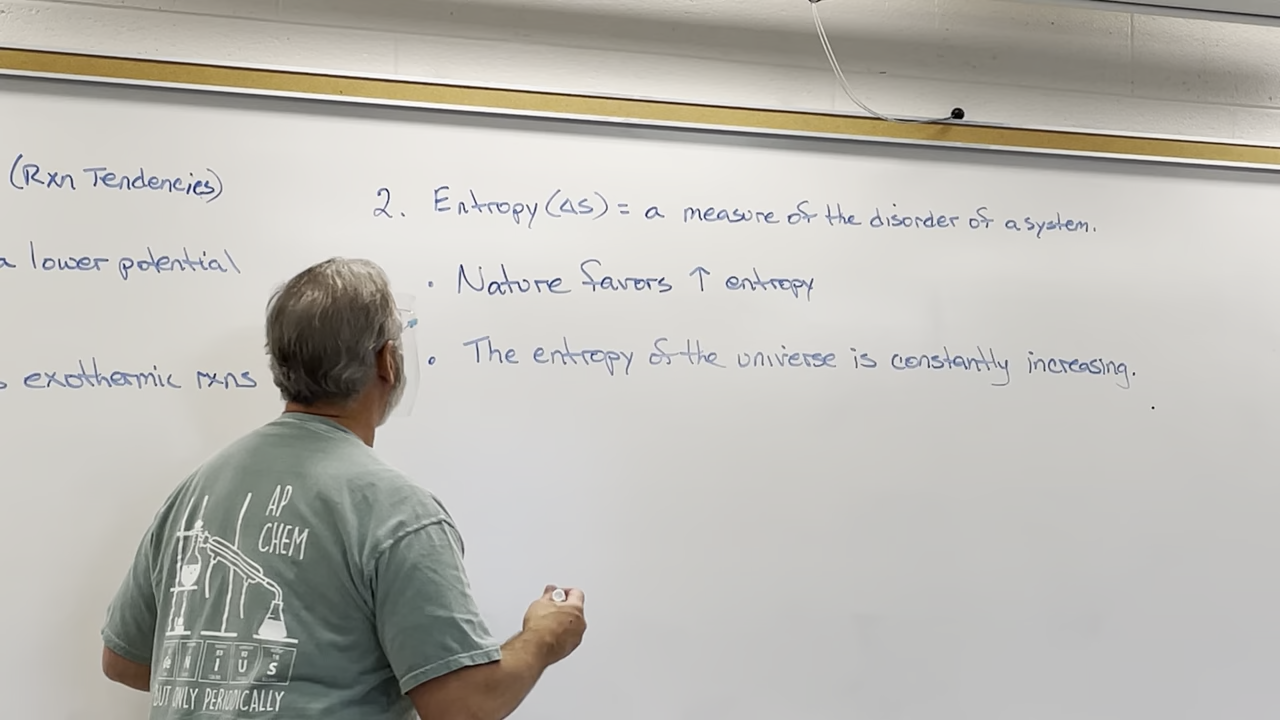 (Rxn Tendencies)
a lower potential
exothermic rxns
2. Entropy (ΔS) = a measure of the disorder of a system.
• Nature favors ↑ entropy
• The entropy of the universe is constantly increasing.
AP
CHEM
Ge N I U S
BUT ONLY PERIODICALLY